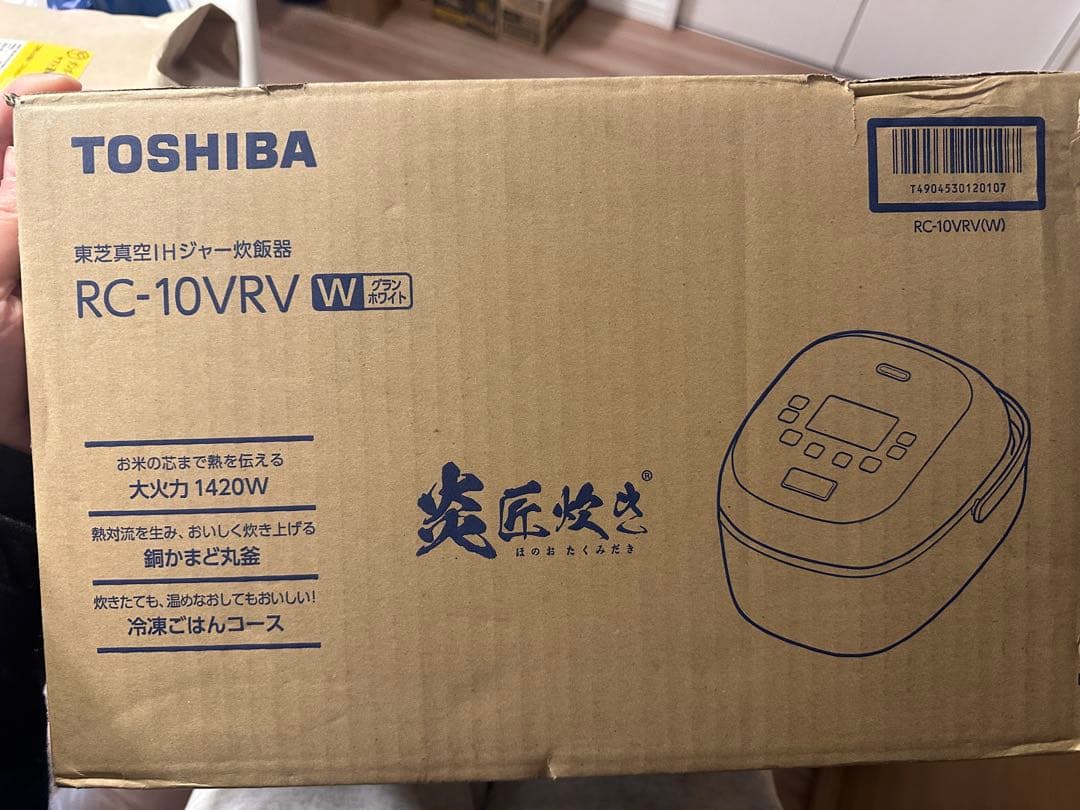 TOSHIBA
T4904530120107
RC-10VRV(W)
東芝真空IHジャー炊飯器
RC-10VRV W グラン
ホワイト
お米の芯まで熱を伝える
大火力 1420W
熱対流を生み、おいしく炊き上げる
銅かまど丸釜
炊きたても、温めなおしてもおいしい!
冷凍ごはんコース
炎 匠炊き®
ほのお たくみだき